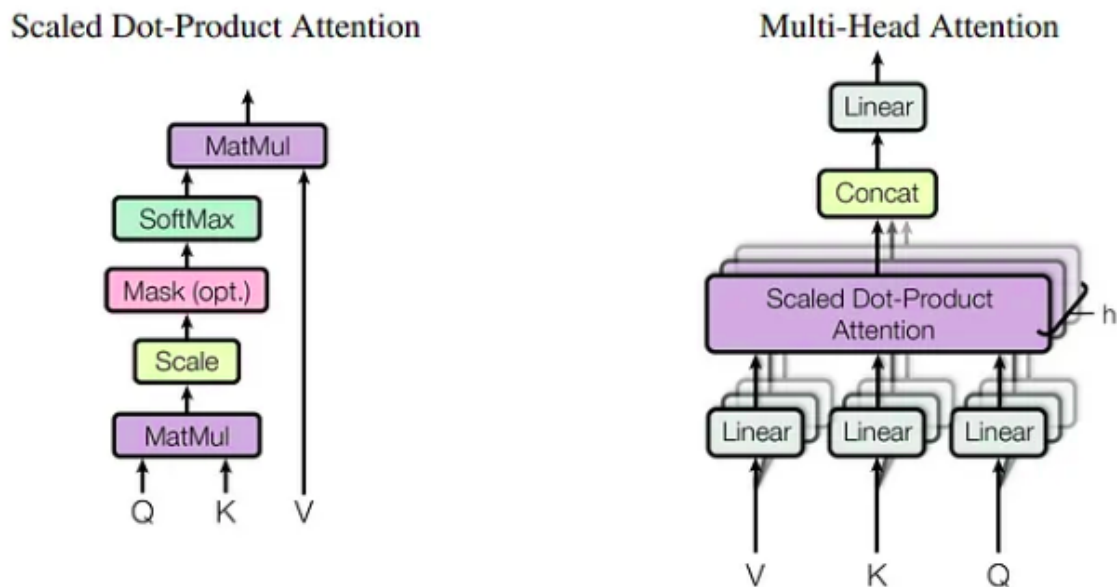 Scaled Dot-Product Attention
MatMul
SoftMax
Mask (opt.)
Scale
MatMul
Q K V
Multi-Head Attention
Linear
Concat
Scaled Dot-Product
Attention
h
Linear Linear Linear
V K Q